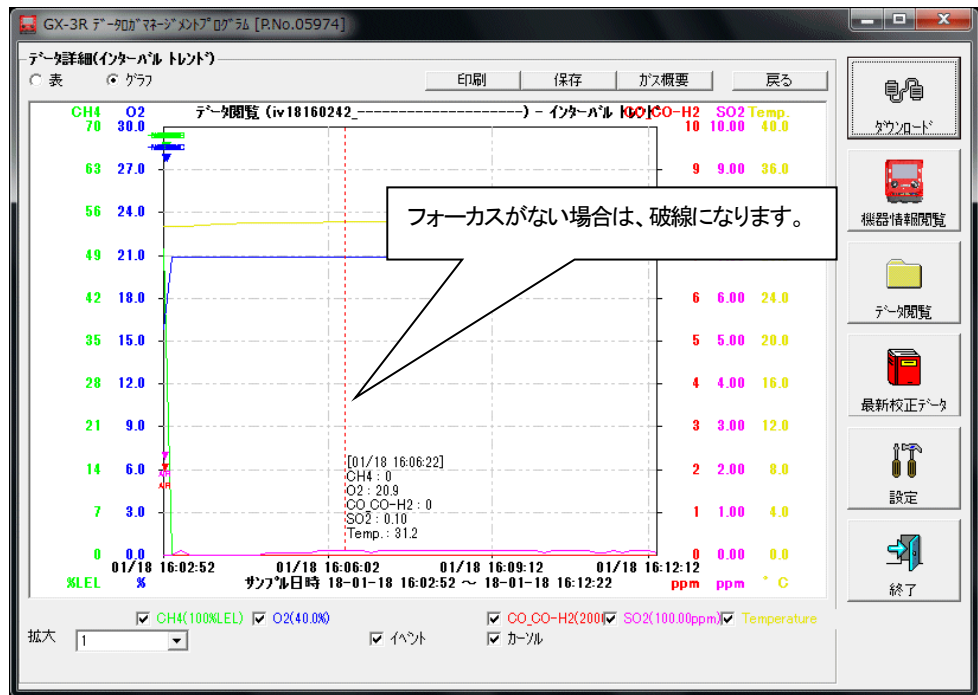 GX-3R ﾃﾞｰﾀﾛｶﾞﾏﾈｰｼﾞﾒﾝﾄﾌﾟﾛｸﾞﾗﾑ [P.No.05974]
ﾃﾞｰﾀ詳細(ｲﾝﾀｰﾊﾞﾙ ﾄﾚﾝﾄﾞ)
表 ｸﾞﾗﾌ 印刷 保存 ｶﾞｽ概要 戻る
CH4 O2 ﾃﾞｰﾀ閲覧 (iv18160242_--------------------) - ｲﾝﾀｰﾊﾞﾙ ﾄﾚﾝﾄﾞ CO_CO-H2 SO2 Temp.
70 30.0 10 10.00 40.0
63 27.0 9 9.00 36.0
56 24.0
フォーカスがない場合は、破線になります。
49 21.0
42 18.0 6 6.00 24.0
35 15.0 5 5.00 20.0
28 12.0 4 4.00 16.0
21 9.0 3 3.00 12.0
14 6.0 2 2.00 8.0
7 3.0 1 1.00 4.0
0 0.0 0 0.00 0.0
[01/18 16:06:22]
CH4 : 0
O2 : 20.9
CO_CO-H2 : 0
SO2 : 0.10
Temp. : 31.2
01/18 16:02:52 01/18 16:06:02 01/18 16:09:12 01/18 16:12:12
%LEL % ｻﾝﾌﾟﾙ日時 18-01-18 16:02:52 ～ 18-01-18 16:12:22 ppm ppm ﾟC
CH4(100%LEL) O2(40.0%) CO_CO-H2(200 SO2(100.00ppm) Temperature
拡大 1 ｲﾍﾞﾝﾄ ｶｰｿﾙ
ﾀﾞｳﾝﾛｰﾄﾞ
機器情報閲覧
ﾃﾞｰﾀ閲覧
最新校正ﾃﾞｰﾀ
設定
終了